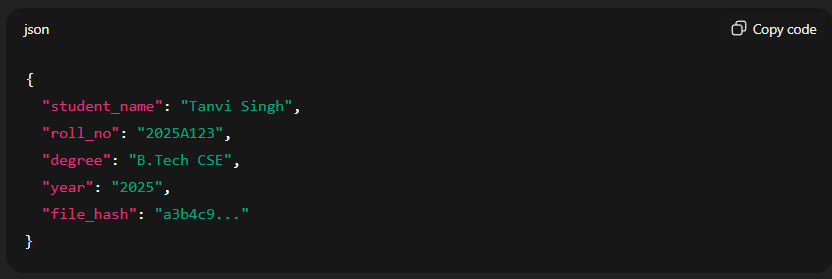 json
Copy code
{
"student_name": "Tanvi Singh",
"roll_no": "2025A123",
"degree": "B.Tech CSE",
"year": "2025",
"file_hash": "a3b4c9..."
}